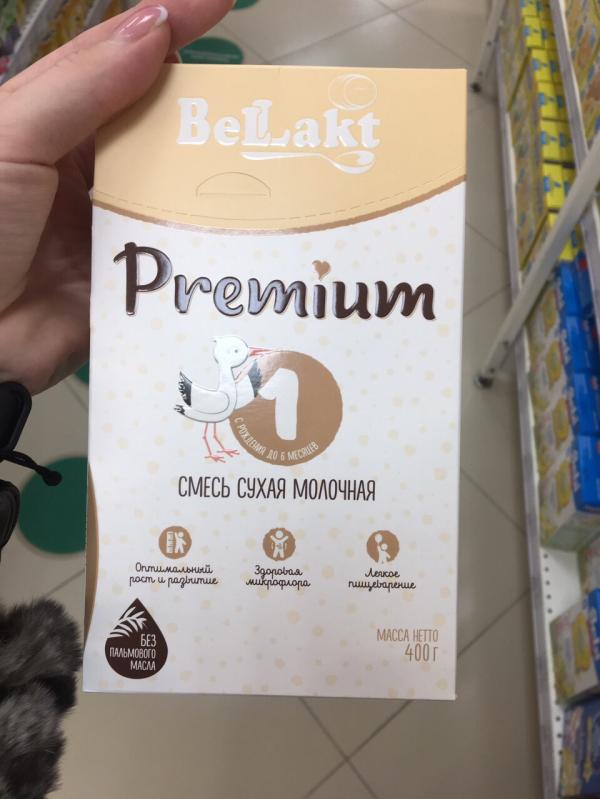 BeLLakt
Premium
1
С РОЖДЕНИЯ ДО 6 МЕСЯЦЕВ
СМЕСЬ СУХАЯ МОЛОЧНАЯ
Оптимальный
рост и развитие
Здоровая
микрофлора
Легкое
пищеварение
БЕЗ
ПАЛЬМОВОГО
МАСЛА
МАССА НЕТТО
400 г